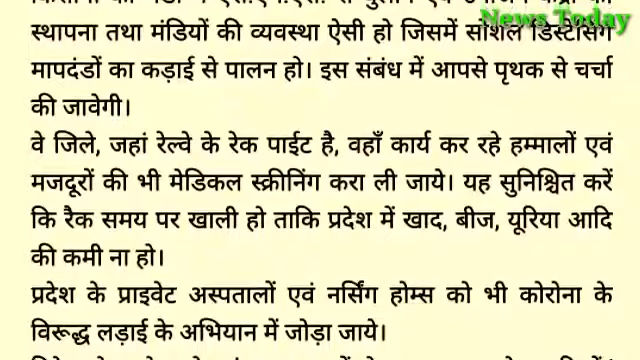 News Today
स्थापना तथा मंडियों की व्यवस्था ऐसी हो जिसमें सोशल डिस्टेंसिंग
मापदंडों का कड़ाई से पालन हो। इस संबंध में आपसे पृथक से चर्चा
की जावेगी।
वे जिले, जहां रेल्वे के रेक पाईट है, वहाँ कार्य कर रहे हम्मालों एवं
मजदूरों की भी मेडिकल स्क्रीनिंग करा ली जाये। यह सुनिश्चित करें
कि रैक समय पर खाली हो ताकि प्रदेश में खाद, बीज, यूरिया आदि
की कमी ना हो।
प्रदेश के प्राइवेट अस्पतालों एवं नर्सिंग होम्स को भी कोरोना के
विरूद्ध लड़ाई के अभियान में जोड़ा जाये।